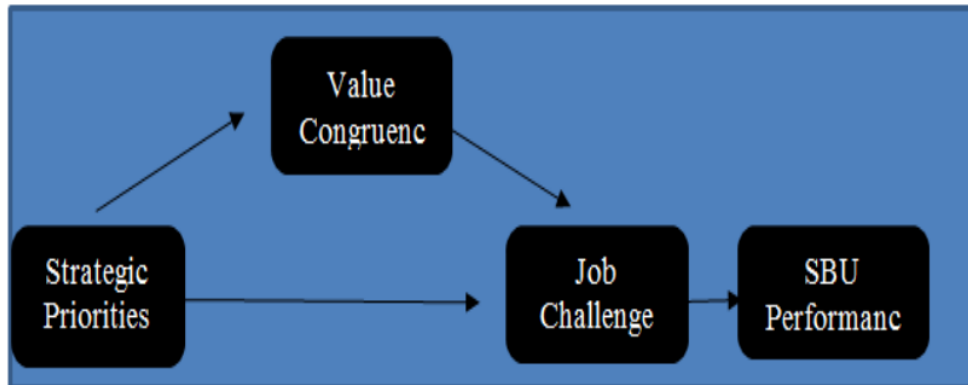 Value
Congruenc
Strategic
Priorities
Job
Challenge
SBU
Performanc